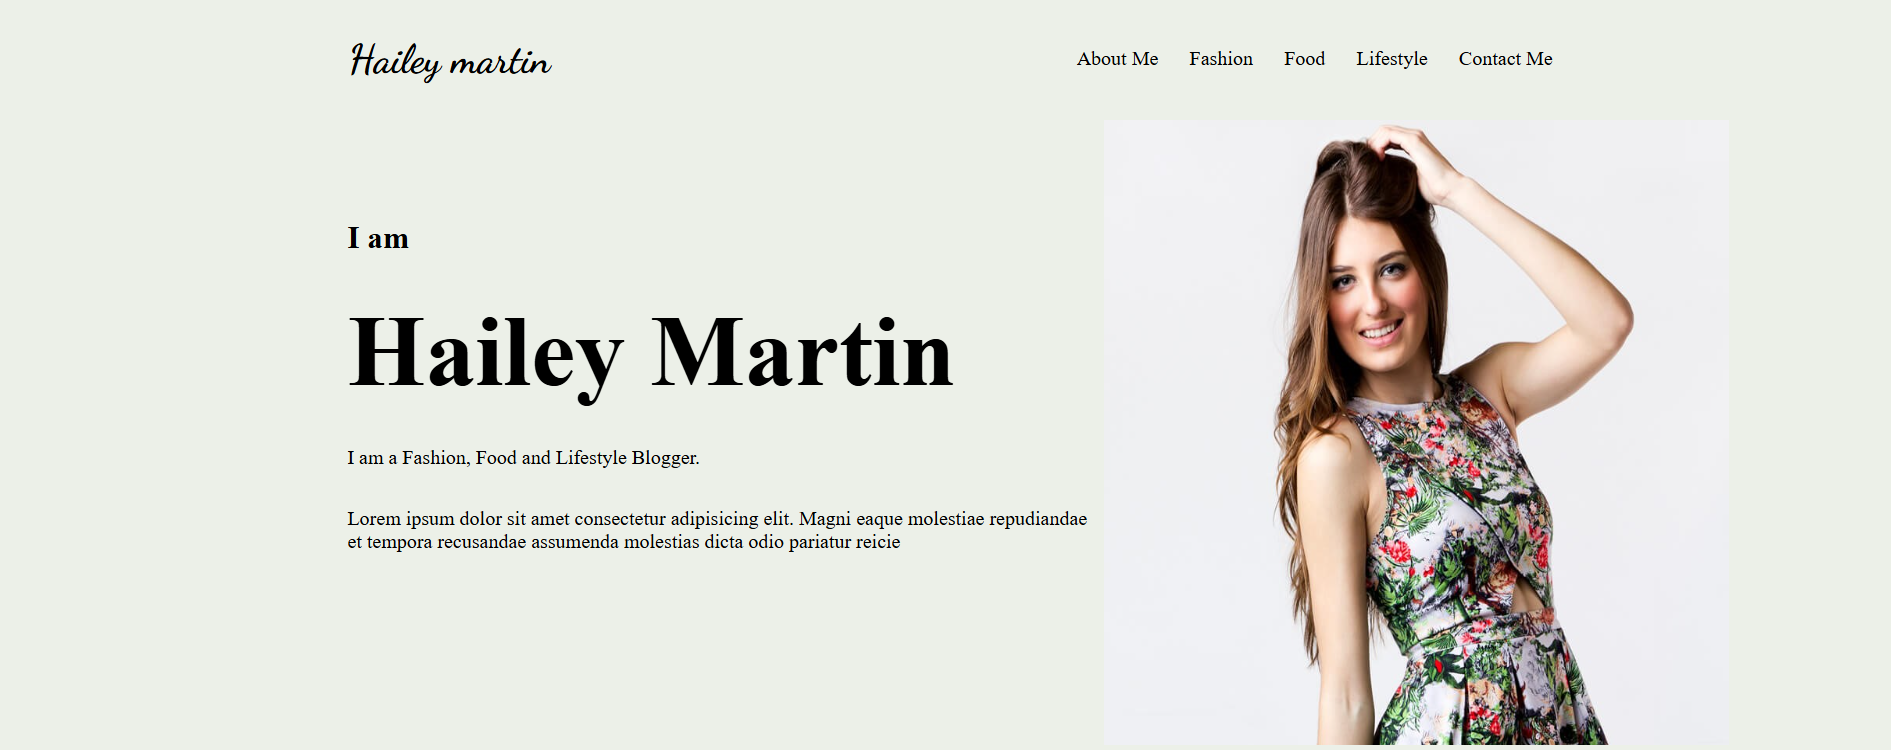 Hailey martin
About Me Fashion Food Lifestyle Contact Me
I am
Hailey Martin
I am a Fashion, Food and Lifestyle Blogger.
Lorem ipsum dolor sit amet consectetur adipisicing elit. Magni eaque molestiae repudiandae
et tempora recusandae assumenda molestias dicta odio pariatur reicie